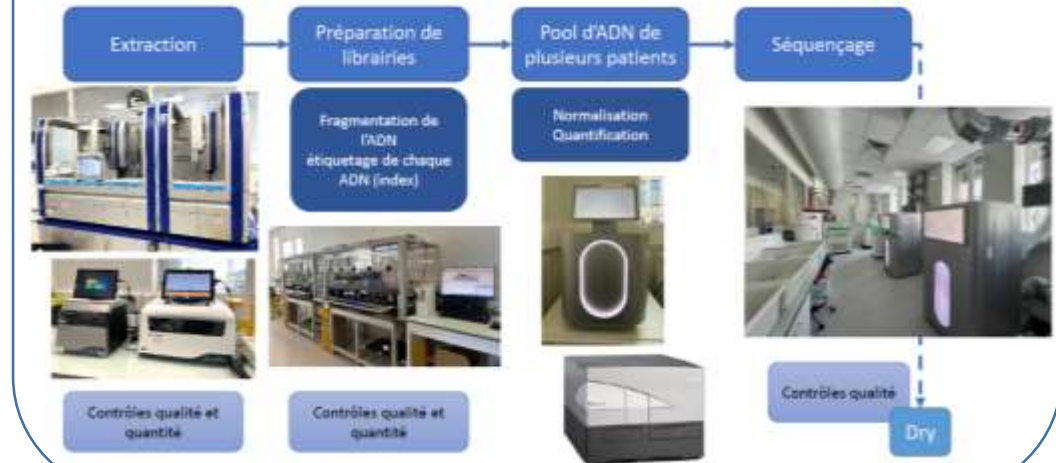 Extraction
Préparation de
librairies
Pool d'ADN de
plusieurs patients
Séquençage
Fragmentation de
l'ADN
étiquetage de chaque
ADN (index)
Normalisation
Quantification
Contrôles qualité et
quantité
Contrôles qualité et
quantité
Contrôles qualité
Dry